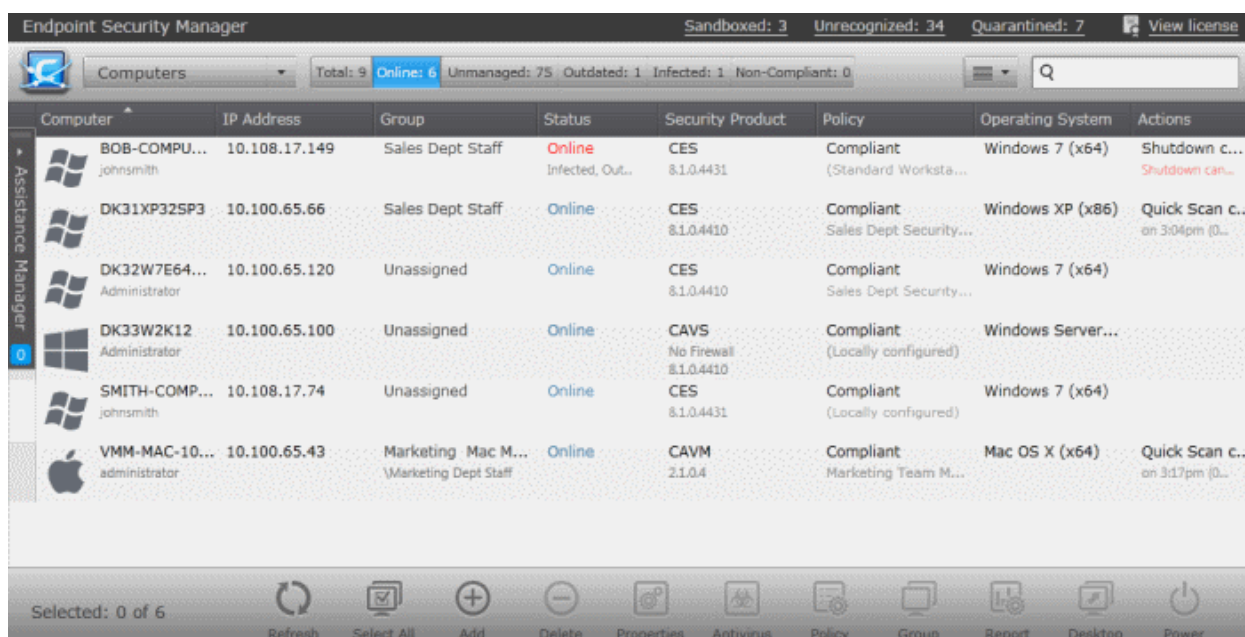 Endpoint Security Manager Sandboxed: 3 Unrecognized: 34 Quarantined: 7 View license
Computers Total: 9 Online: 6 Unmanaged: 75 Outdated: 1 Infected: 1 Non-Compliant: 0
Computer IP Address Group Status Security Product Policy Operating System Actions
Assistance Manager
0
BOB-COMPU... 10.108.17.149 Sales Dept Staff Online CES Compliant Windows 7 (x64) Shutdown c...
johnsmith Infected, Out... 8.1.0.4431 (Standard Worksta... Shutdown can...
DK31XP32SP3 10.100.65.66 Sales Dept Staff Online CES Compliant Windows XP (x86) Quick Scan c...
8.1.0.4410 Sales Dept Security... on 3:04pm (0...
DK32W7E64... 10.100.65.120 Unassigned Online CES Compliant Windows 7 (x64)
Administrator 8.1.0.4410 Sales Dept Security...
DK33W2K12 10.100.65.100 Unassigned Online CAVS Compliant Windows Server...
Administrator No Firewall (Locally configured)
8.1.0.4410
SMITH-COMP... 10.108.17.74 Unassigned Online CES Compliant Windows 7 (x64)
johnsmith 8.1.0.4431 (Locally configured)
VMM-MAC-10... 10.100.65.43 Marketing Mac M... Online CAVM Compliant Mac OS X (x64) Quick Scan c...
administrator \Marketing Dept Staff 2.1.0.4 Marketing Team M... on 3:17pm (0...
Selected: 0 of 6
Refresh Select All Add Delete Properties Antivirus Policy Group Report Desktop Power